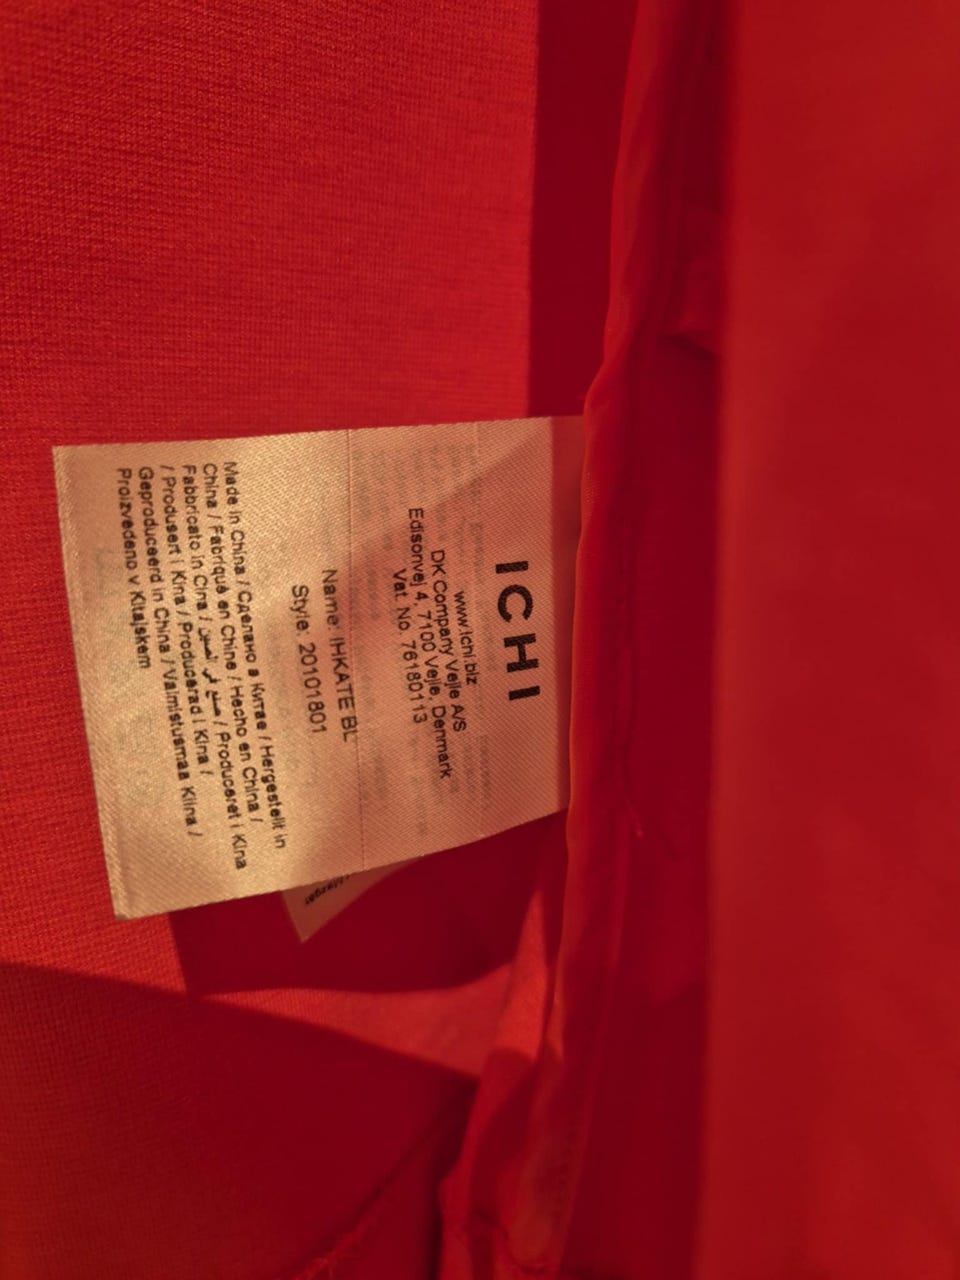 ICHI
www.ichi.biz
DK Company Vejle A/S
Edisonvej 4, 7100 Vejle, Denmark
Vat. No. 76180113
Name: IHKATE BL
Style: 20101801
Made in China / Сделано в Китае / Hergestellt in
China / Fabriqué en Chine / Hecho en China /
Fabbricato in Cina / صنع في الصين / Produceret i Kina
/ Produsert i Kina / Producerad i Kina /
Geproduceerd in China / Valmistusmaa Kiina /
Proizvedeno v Kitajskem